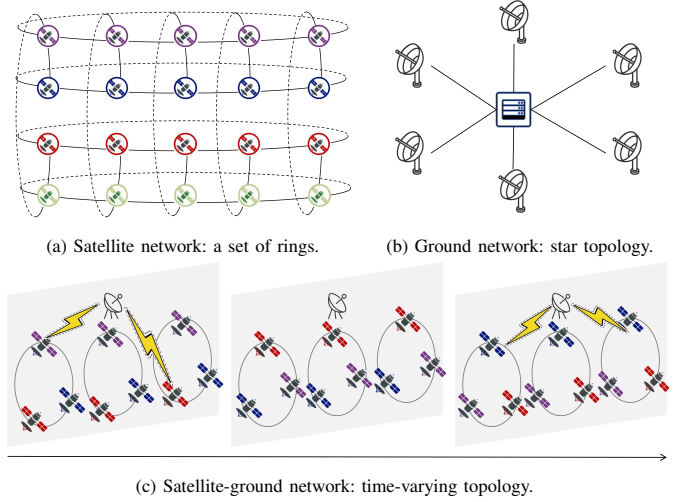 (a) Satellite network: a set of rings.
(b) Ground network: star topology.
(c) Satellite-ground network: time-varying topology.